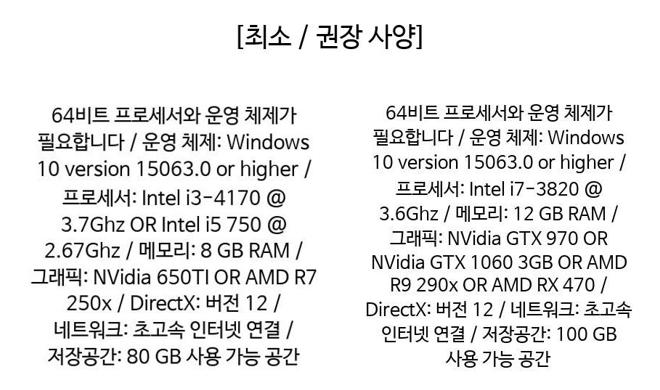 [최소 / 권장 사양]
64비트 프로세서와 운영 체제가
필요합니다 / 운영 체제: Windows
10 version 15063.0 or higher /
프로세서: Intel i3-4170 @
3.7Ghz OR Intel i5 750 @
2.67Ghz / 메모리: 8 GB RAM /
그래픽: NVidia 650TI OR AMD R7
250x / DirectX: 버전 12 /
네트워크: 초고속 인터넷 연결 /
저장공간: 80 GB 사용 가능 공간
64비트 프로세서와 운영 체제가
필요합니다 / 운영 체제: Windows
10 version 15063.0 or higher /
프로세서: Intel i7-3820 @
3.6Ghz / 메모리: 12 GB RAM /
그래픽: NVidia GTX 970 OR
NVidia GTX 1060 3GB OR AMD
R9 290x OR AMD RX 470 /
DirectX: 버전 12 / 네트워크: 초고속
인터넷 연결 / 저장공간: 100 GB
사용 가능 공간